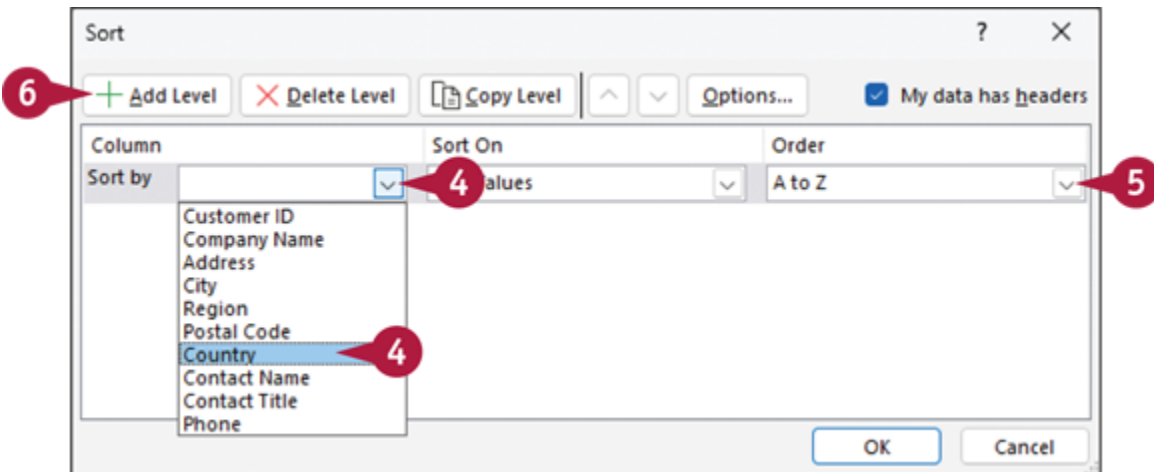 Sort ?
6 Add Level Delete Level Copy Level Options... My data has headers
Column Sort On Order
Sort by 4 alues A to Z 5
Customer ID
Company Name
Address
City
Region
Postal Code
Country 4
Contact Name
Contact Title
Phone
OK Cancel